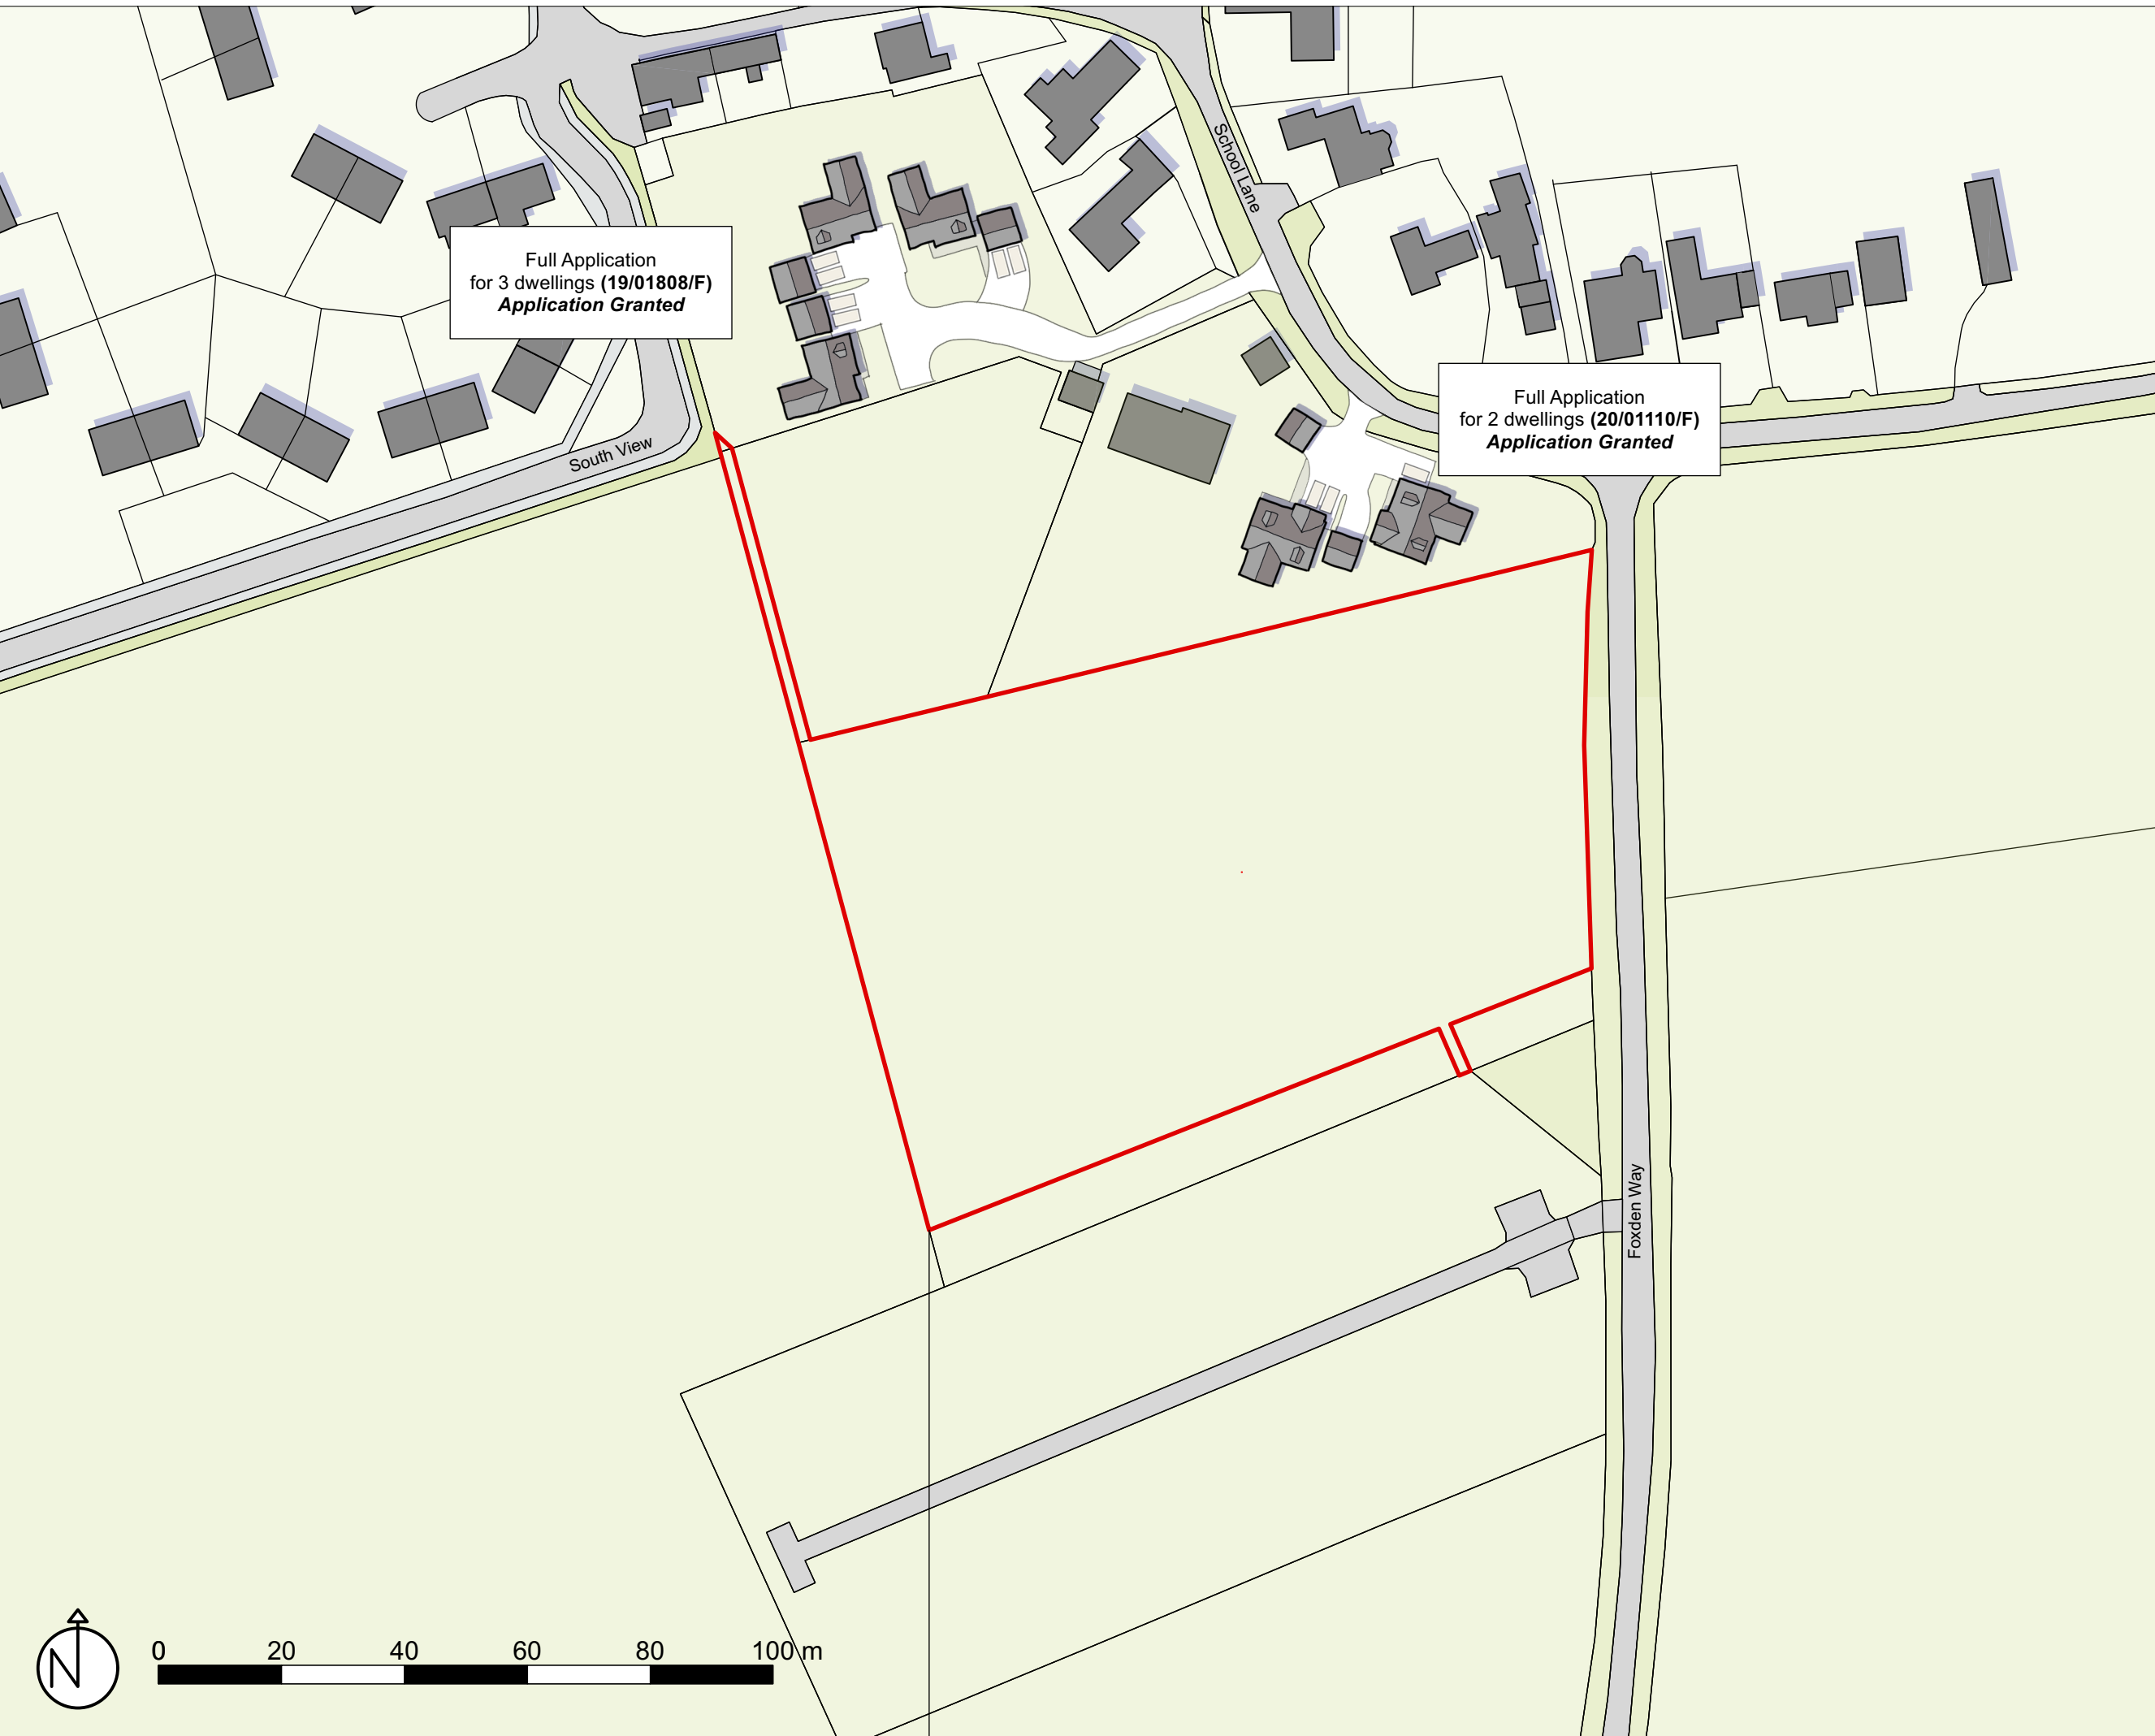 School Lane
Full Application
for 3 dwellings (19/01808/F)
Application Granted
Full Application
for 2 dwellings (20/01110/F)
Application Granted
South View
Foxden Way
N
0 20 40 60 80 100 m